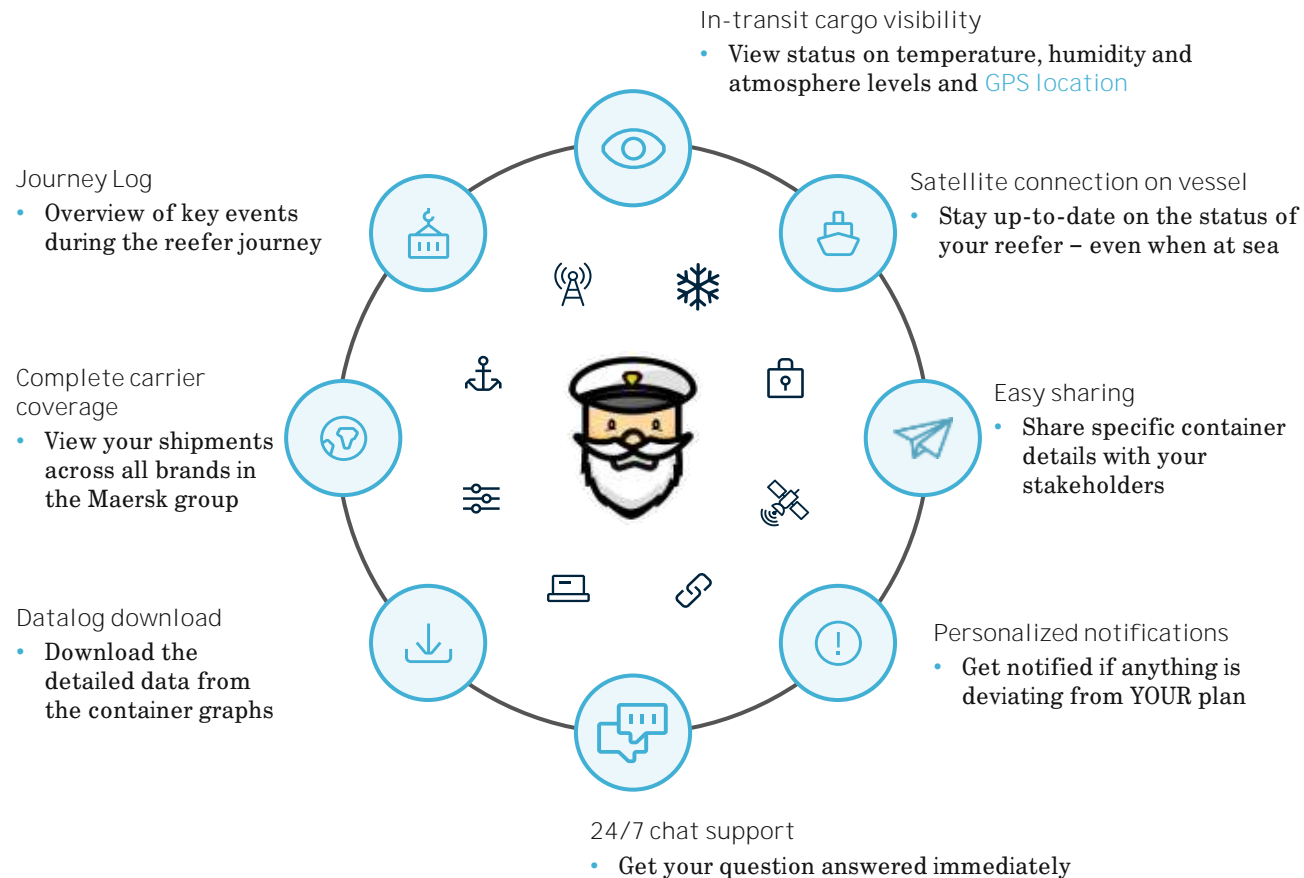 In-transit cargo visibility
• View status on temperature, humidity and
atmosphere levels and GPS location
Satellite connection on vessel
• Stay up-to-date on the status of
your reefer – even when at sea
Easy sharing
• Share specific container
details with your
stakeholders
Personalized notifications
• Get notified if anything is
deviating from YOUR plan
24/7 chat support
• Get your question answered immediately
Datalog download
• Download the
detailed data from
the container graphs
Complete carrier
coverage
• View your shipments
across all brands in
the Maersk group
Journey Log
• Overview of key events
during the reefer journey